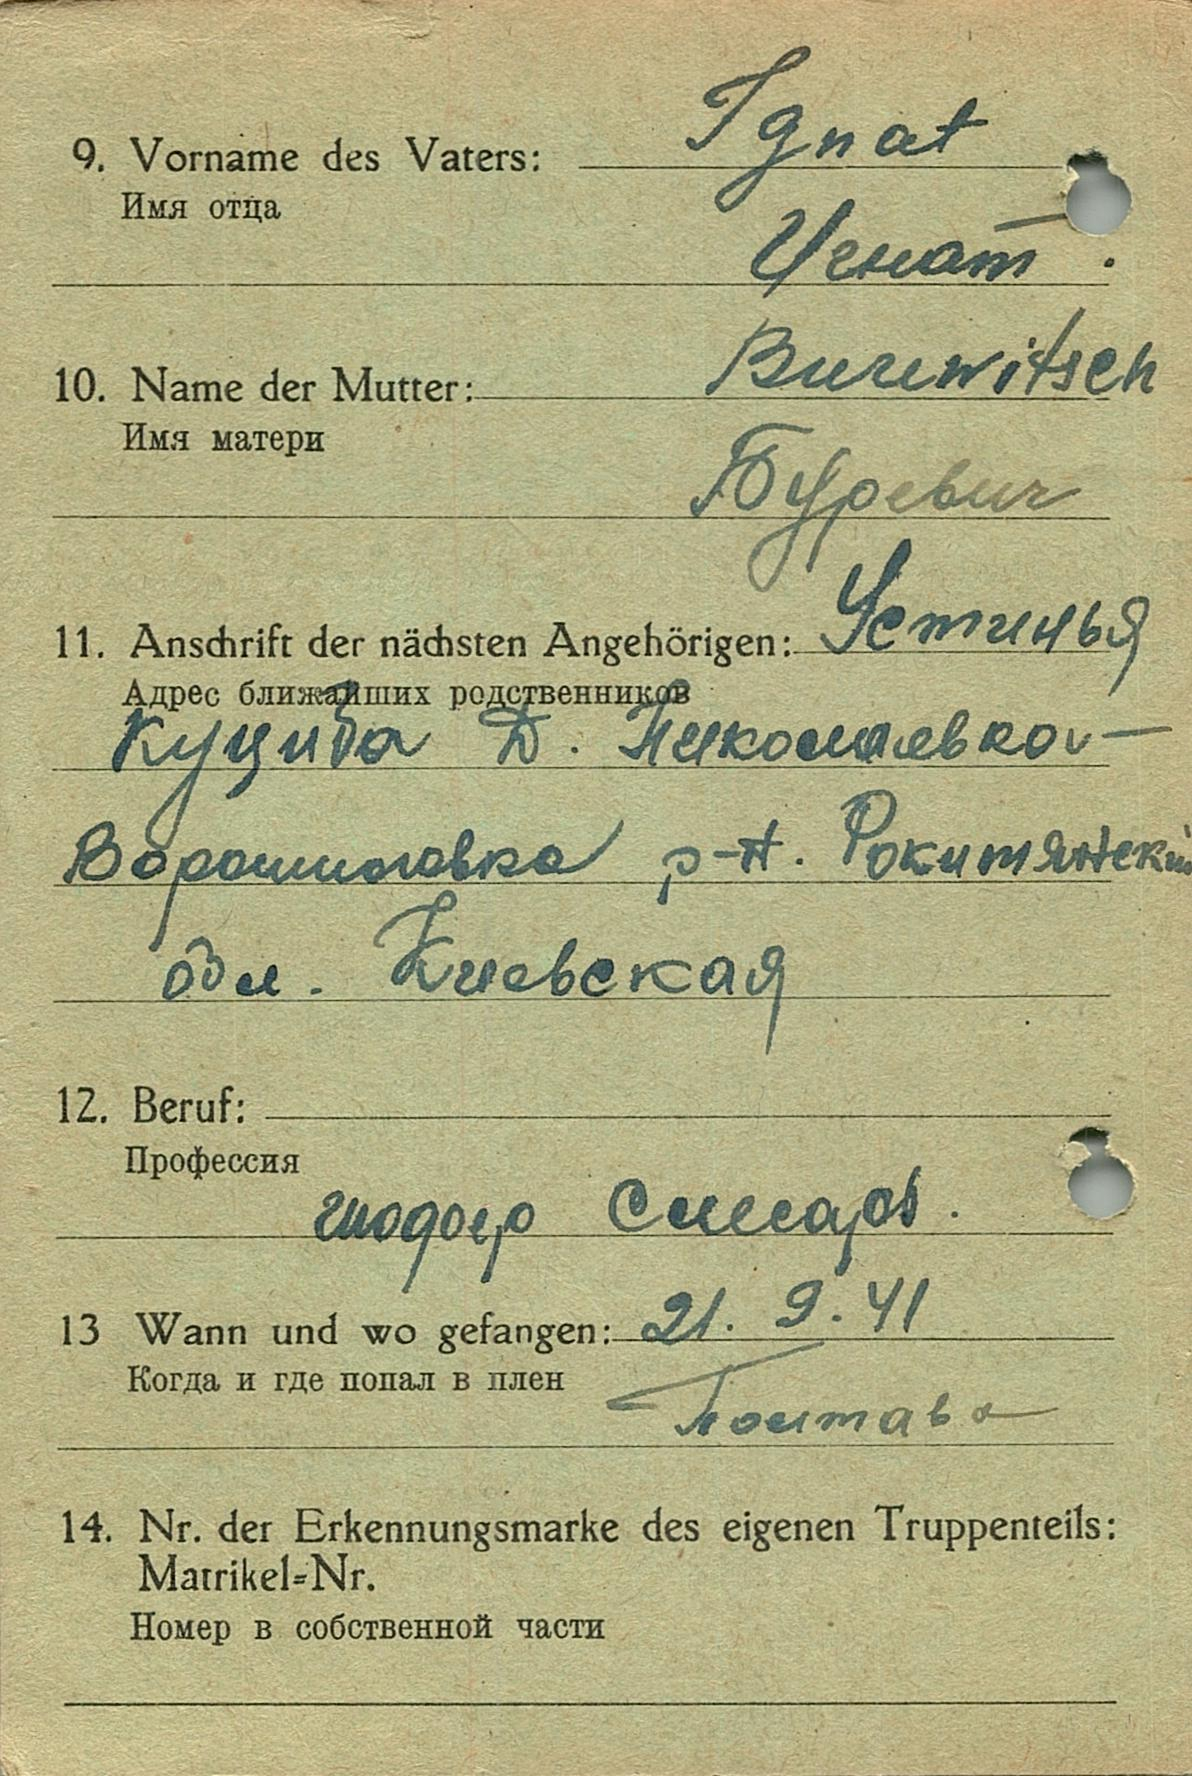 9. Vorname des Vaters: Ignat
Имя отца
Игнат.
10. Name der Mutter: Burewitsch
Имя матери
Буревич
11. Anschrift der nächsten Angehörigen: Устинья
Адрес ближайших родственников
Куциба Д. Николаевка-
Ворошиловка р-н. Рокитянский
обл. Киевская
12. Beruf:
Профессия
13 Wann und wo gefangen: 21. 9. 41
Когда и где попал в плен
Полтава
14. Nr. der Erkennungsmarke des eigenen Truppenteils:
Matrikel=Nr.
Номер в собственной части